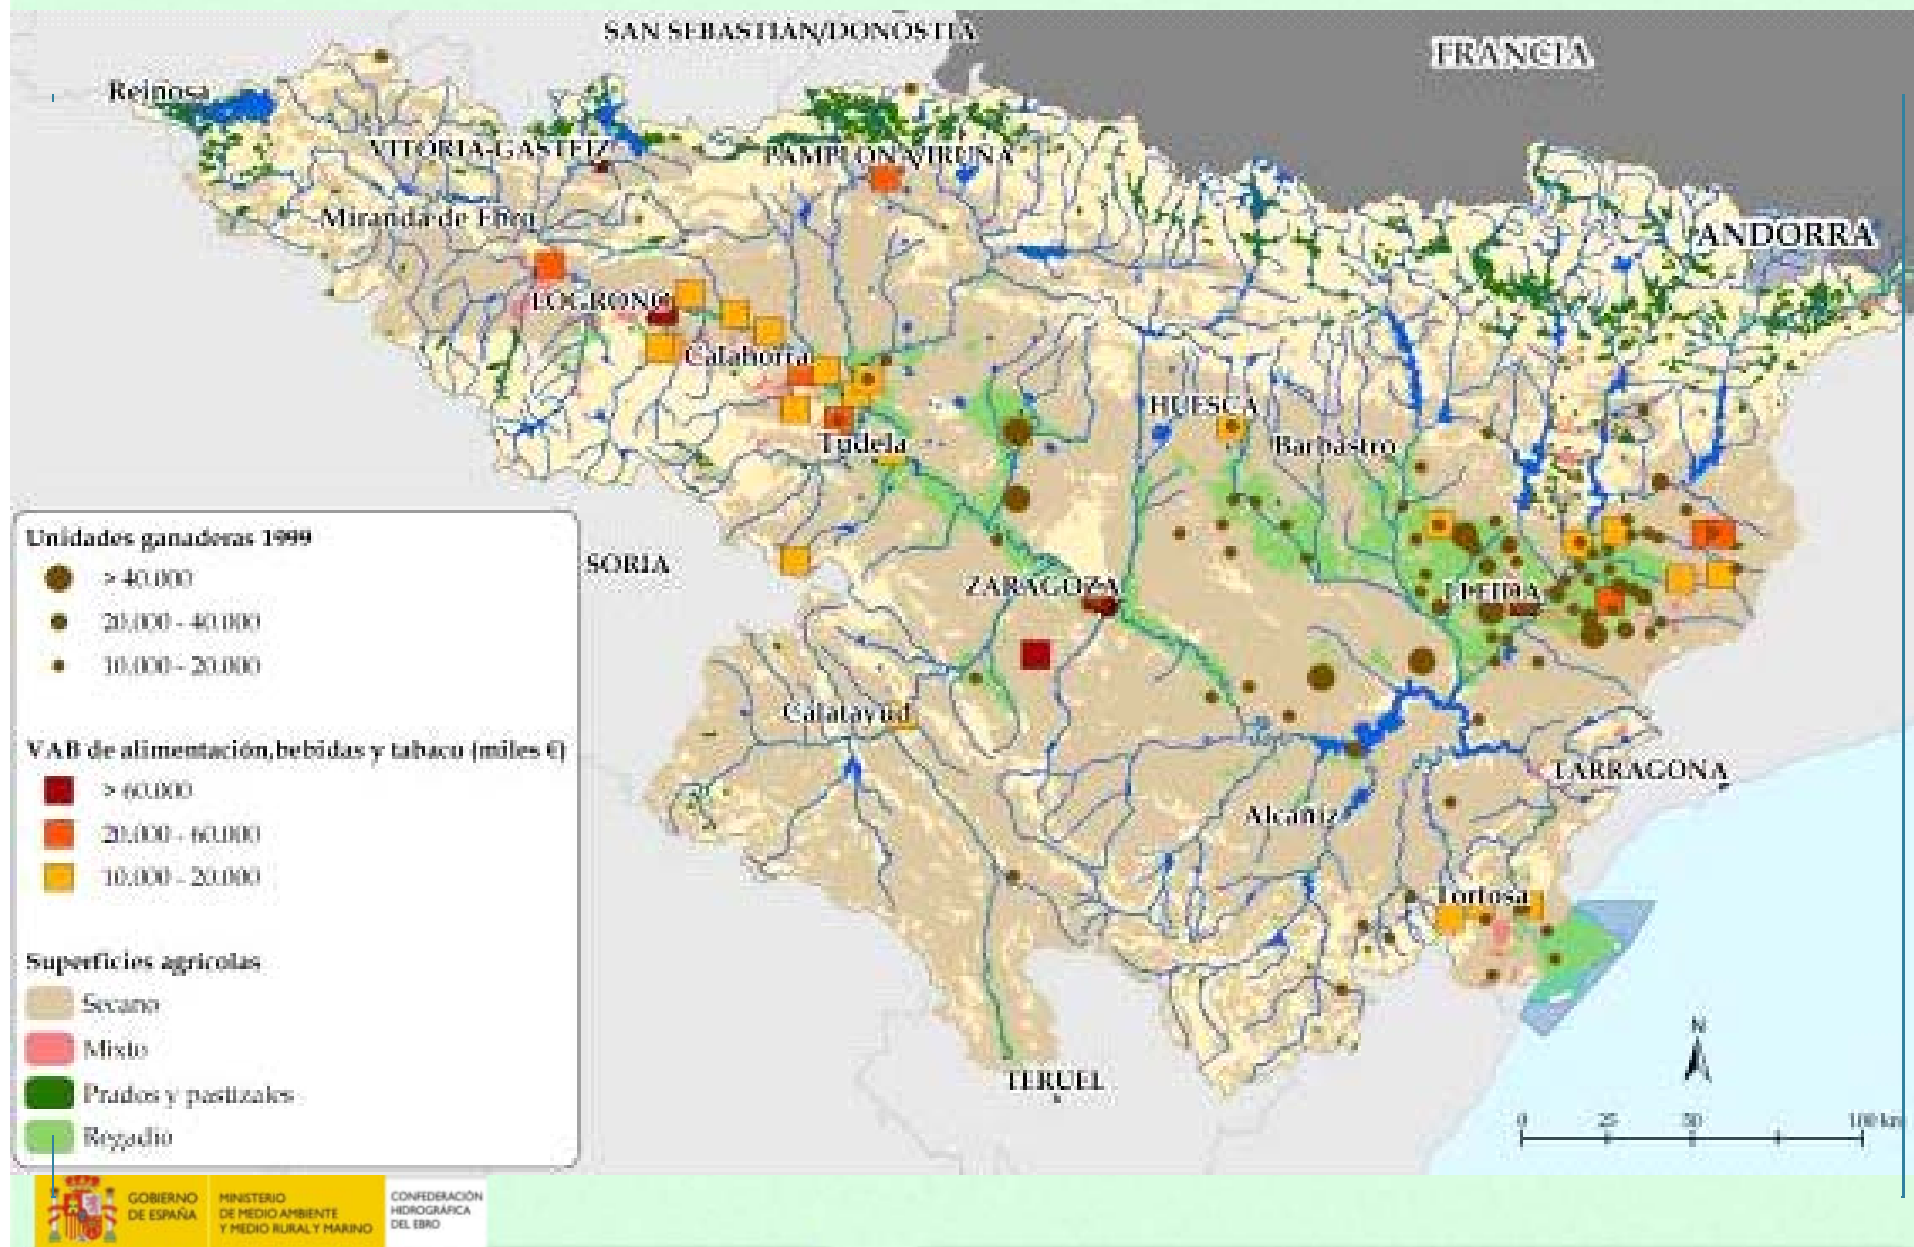 SAN SEBASTIÁN/DONOSTIA
FRANCIA
Reinosa
VITORIA-GASTEIZ
PAMPLONA/IRUÑA
Miranda de Ebro
ANDORRA
LOGROÑO
Calahorra
HUESCA
Tudela
Barbastro
SORIA
ZARAGOZA
LLEIDA
Calatayud
TARRAGONA
Alcañiz
Tortosa
TERUEL
N
0 25 50 100 km
Unidades ganaderas 1999
> 40.000
20.000 - 40.000
10.000 - 20.000
VAB de alimentación,bebidas y tabaco (miles €)
> 60.000
20.000 - 60.000
10.000 - 20.000
Superficies agrícolas
Secano
Mixto
Prados y pastizales
Regadío
GOBIERNO
DE ESPAÑA
MINISTERIO
DE MEDIO AMBIENTE
Y MEDIO RURAL Y MARINO
CONFEDERACIÓN
HIDROGRÁFICA
DEL EBRO